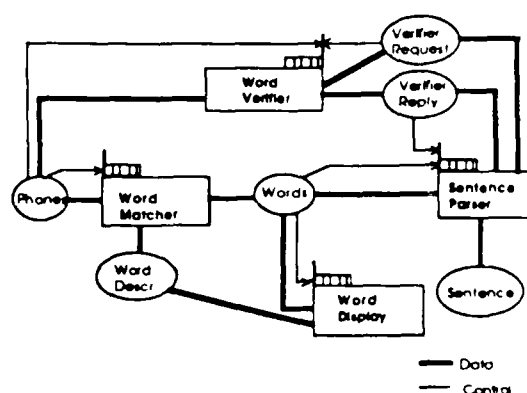 Verifier
Request
Word
Verifier
Verifier
Reply
Phones
Word
Matcher
Words
Sentence
Parser
Word
Descr
Word
Display
Sentence
Data
Control